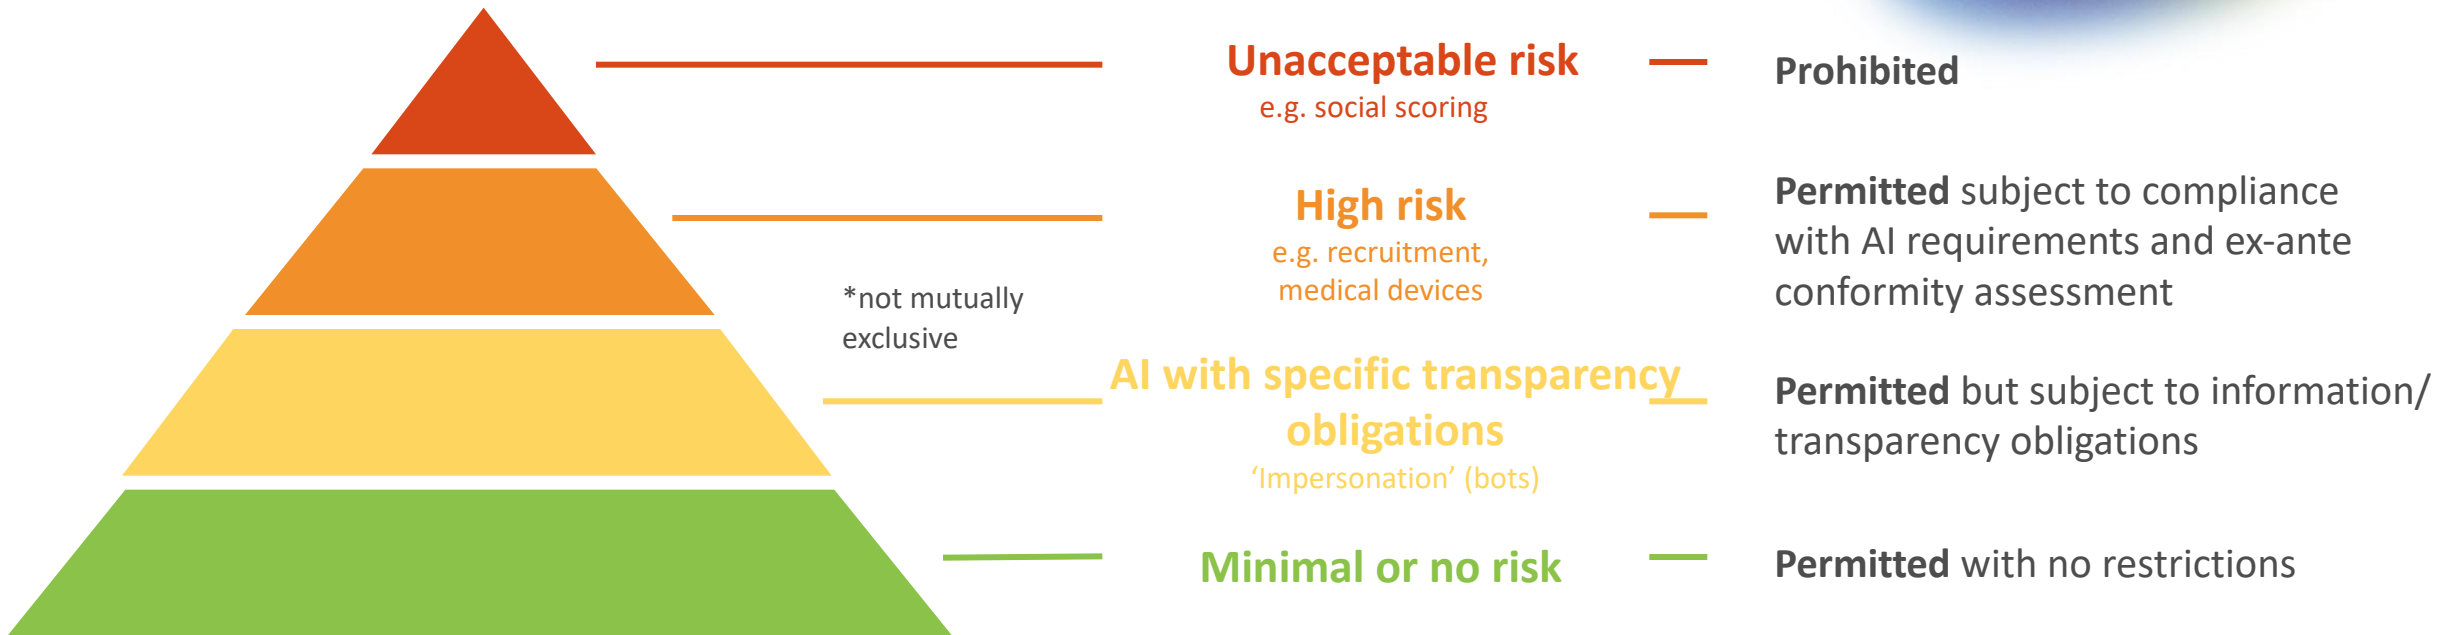 Unacceptable risk
e.g. social scoring
Prohibited
High risk
e.g. recruitment,
medical devices
Permitted subject to compliance
with AI requirements and ex-ante
conformity assessment
*not mutually
exclusive
AI with specific transparency
obligations
‘Impersonation’ (bots)
Permitted but subject to information/
transparency obligations
Minimal or no risk
Permitted with no restrictions